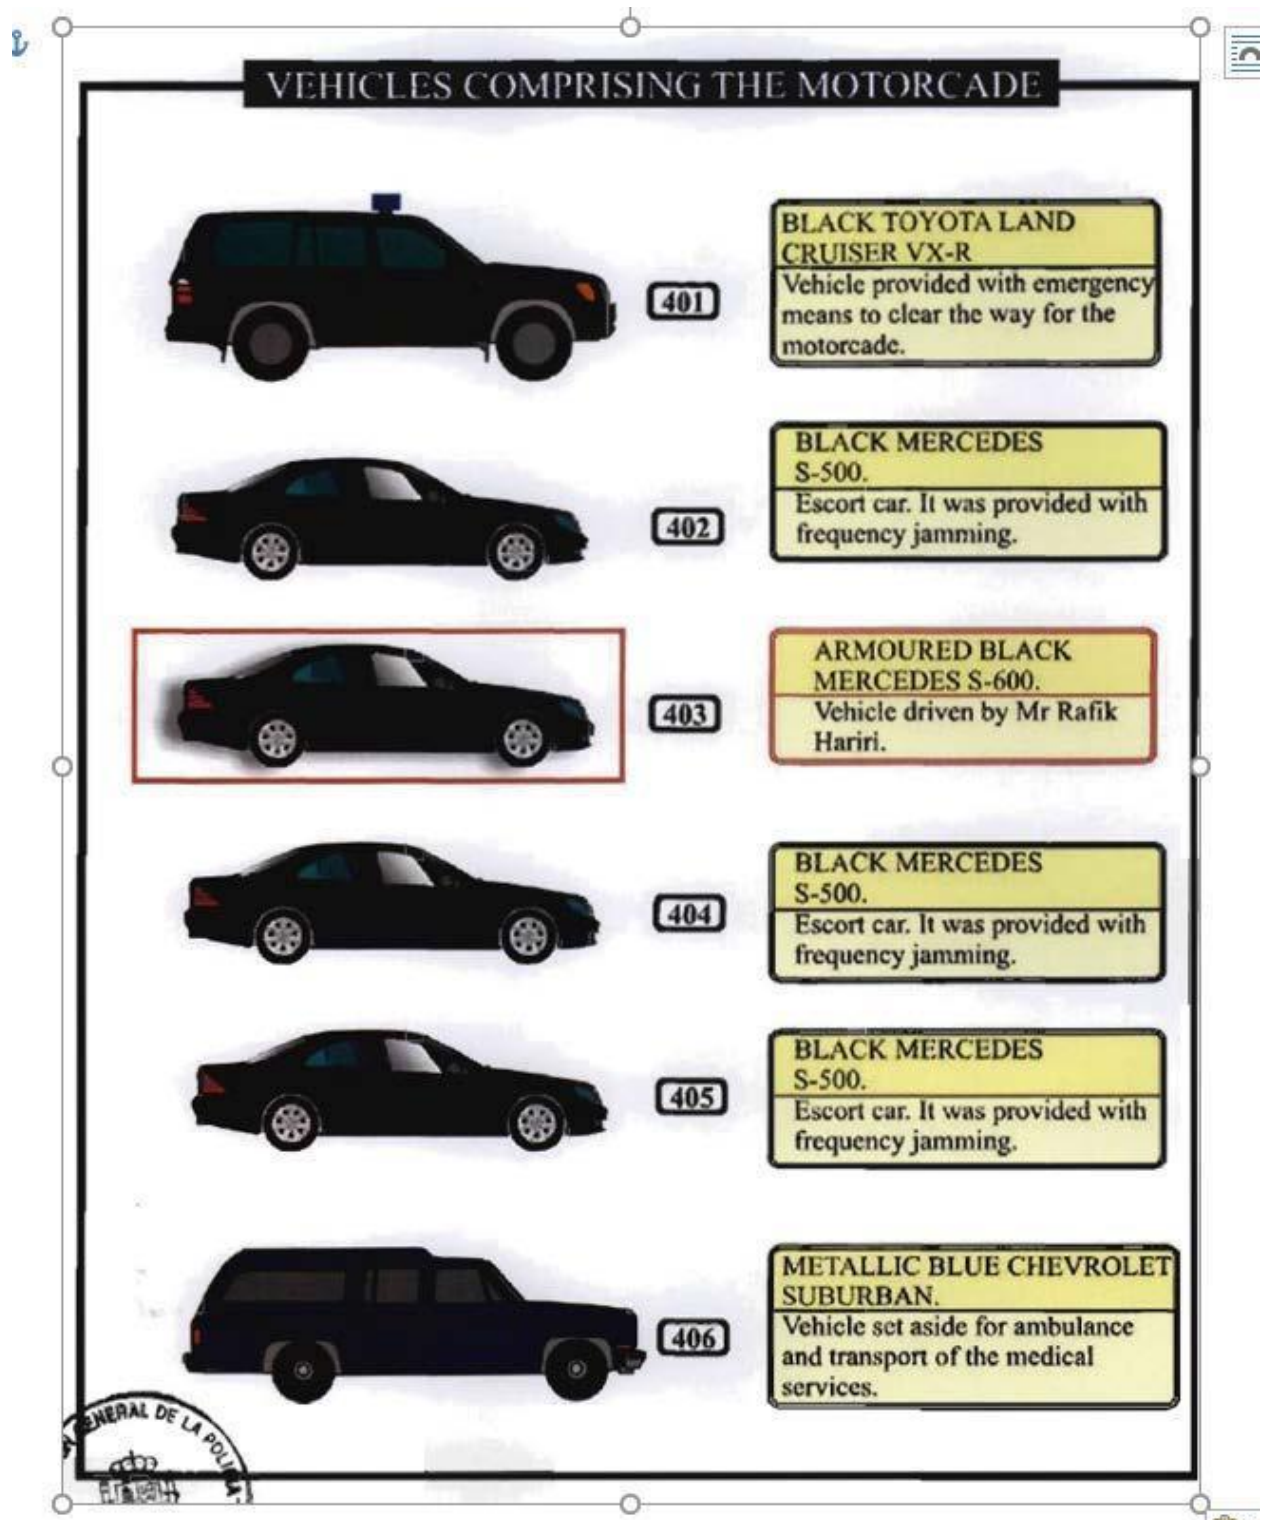 VEHICLES COMPRISING THE MOTORCADE
401
BLACK TOYOTA LAND
CRUISER VX-R
Vehicle provided with emergency
means to clear the way for the
motorcade.
402
BLACK MERCEDES
S-500.
Escort car. It was provided with
frequency jamming.
403
ARMOURED BLACK
MERCEDES S-600.
Vehicle driven by Mr Rafik
Hariri.
404
BLACK MERCEDES
S-500.
Escort car. It was provided with
frequency jamming.
405
BLACK MERCEDES
S-500.
Escort car. It was provided with
frequency jamming.
406
METALLIC BLUE CHEVROLET
SUBURBAN.
Vehicle set aside for ambulance
and transport of the medical
services.
DE LA